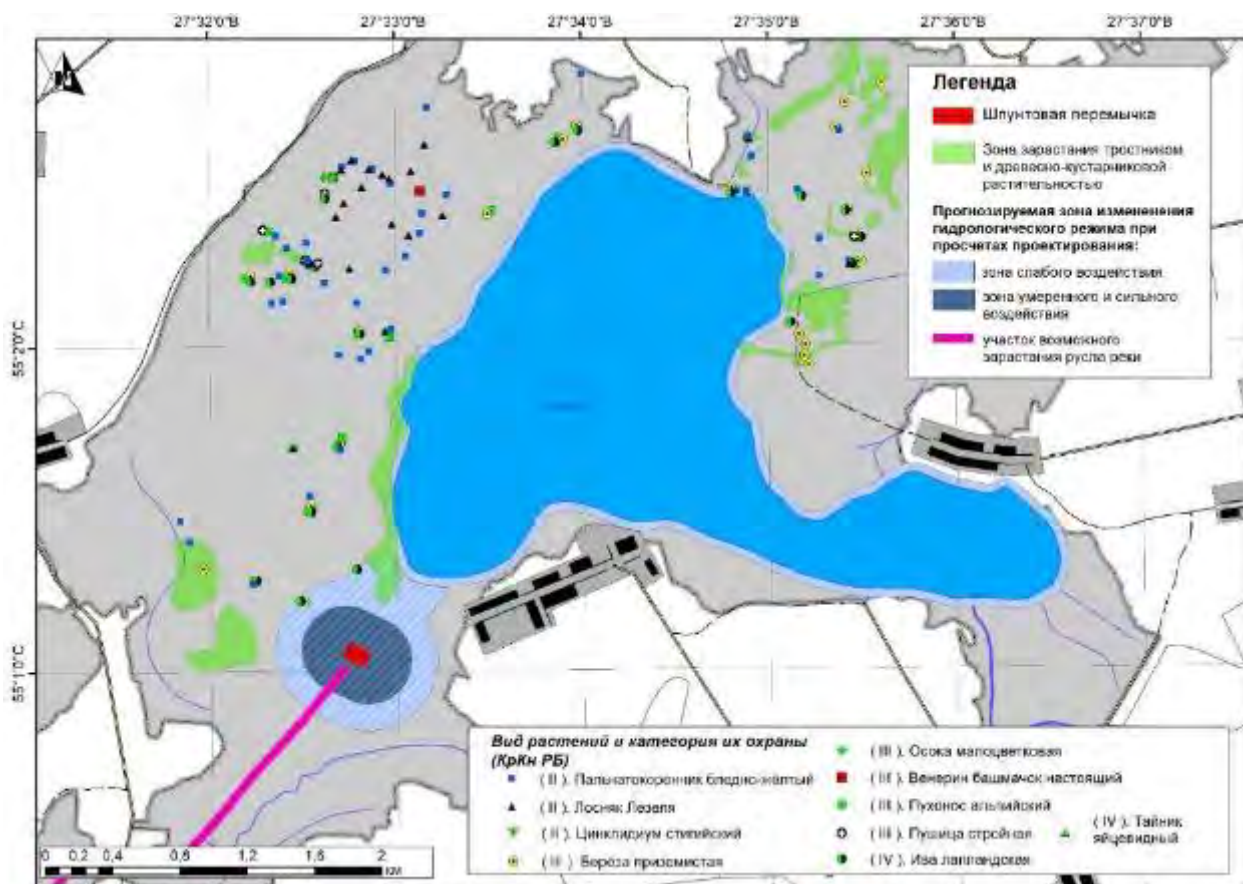 27°32'0"В 27°33'0"В 27°34'0"В 27°35'0"В 27°36'0"В 27°37'0"В
Легенда
Шпунтовая перемычка
Зона зарастания тростником
и древесно-кустарниковой
растительностью
Прогнозируемая зона изменения
гидрологического режима при
просчетах проектирования:
зона слабого воздействия
зона умеренного и сильного
воздействия
участок возможного
зарастания русла реки
55°2'0"С
55°1'0"С
Вид растений и категория их охраны
(КрКн РБ)
( II ). Пальчатокоренник бледно-жёлтый
( II ). Лосняк Лезеля
( II ). Цинклидиум стигийский
( III ). Берёза приземистая
( III ). Осока малоцветковая
( III ). Венерин башмачок настоящий
( III ). Пухонос альпийский
( III ). Пушица стройная
( IV ). Ива лапландская
( IV ). Тайник
яйцевидный
0 0,2 0,4 0,8 1,2 1,6 2
км